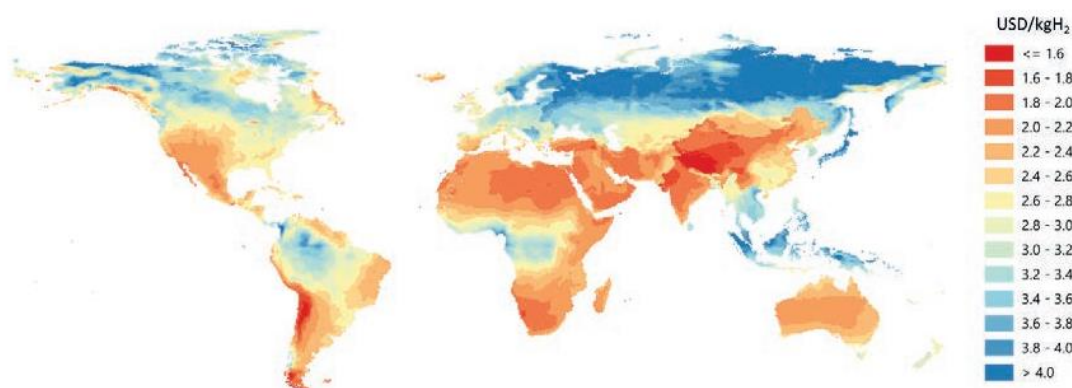 USD/kgH₂
<= 1.6
1.6 - 1.8
1.8 - 2.0
2.0 - 2.2
2.2 - 2.4
2.4 - 2.6
2.6 - 2.8
2.8 - 3.0
3.0 - 3.2
3.2 - 3.4
3.4 - 3.6
3.6 - 3.8
3.8 - 4.0
> 4.0